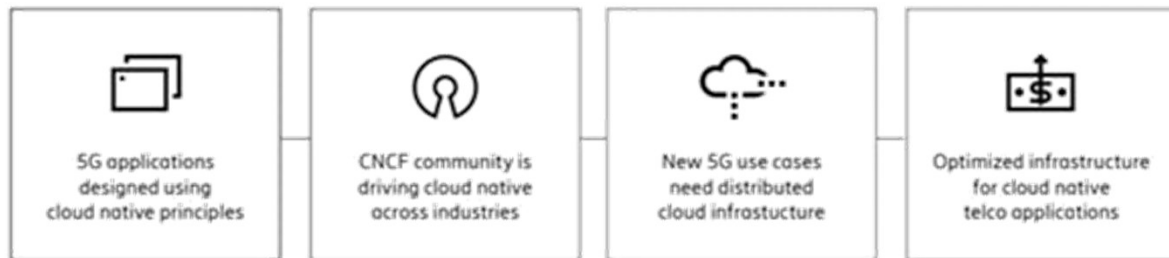 5G applications
designed using
cloud native principles
CNCF community is
driving cloud native
across industries
New 5G use cases
need distributed
cloud infrastucture
Optimized infrastructure
for cloud native
telco applications